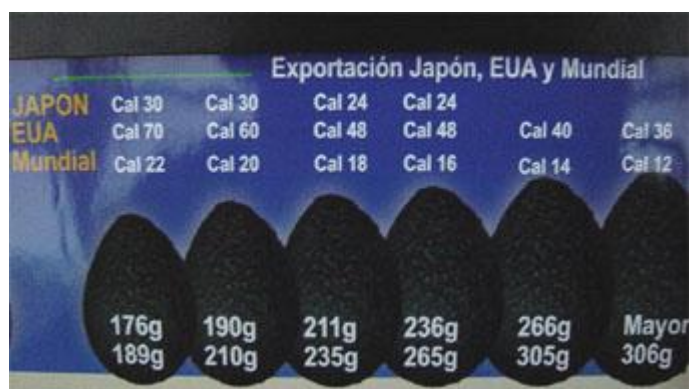 Exportación Japón, EUA y Mundial
JAPON Cal 30 Cal 30 Cal 24 Cal 24
EUA Cal 70 Cal 60 Cal 48 Cal 48 Cal 40 Cal 36
Mundial Cal 22 Cal 20 Cal 18 Cal 16 Cal 14 Cal 12
176g 190g 211g 236g 266g Mayor
189g 210g 235g 265g 305g 306g